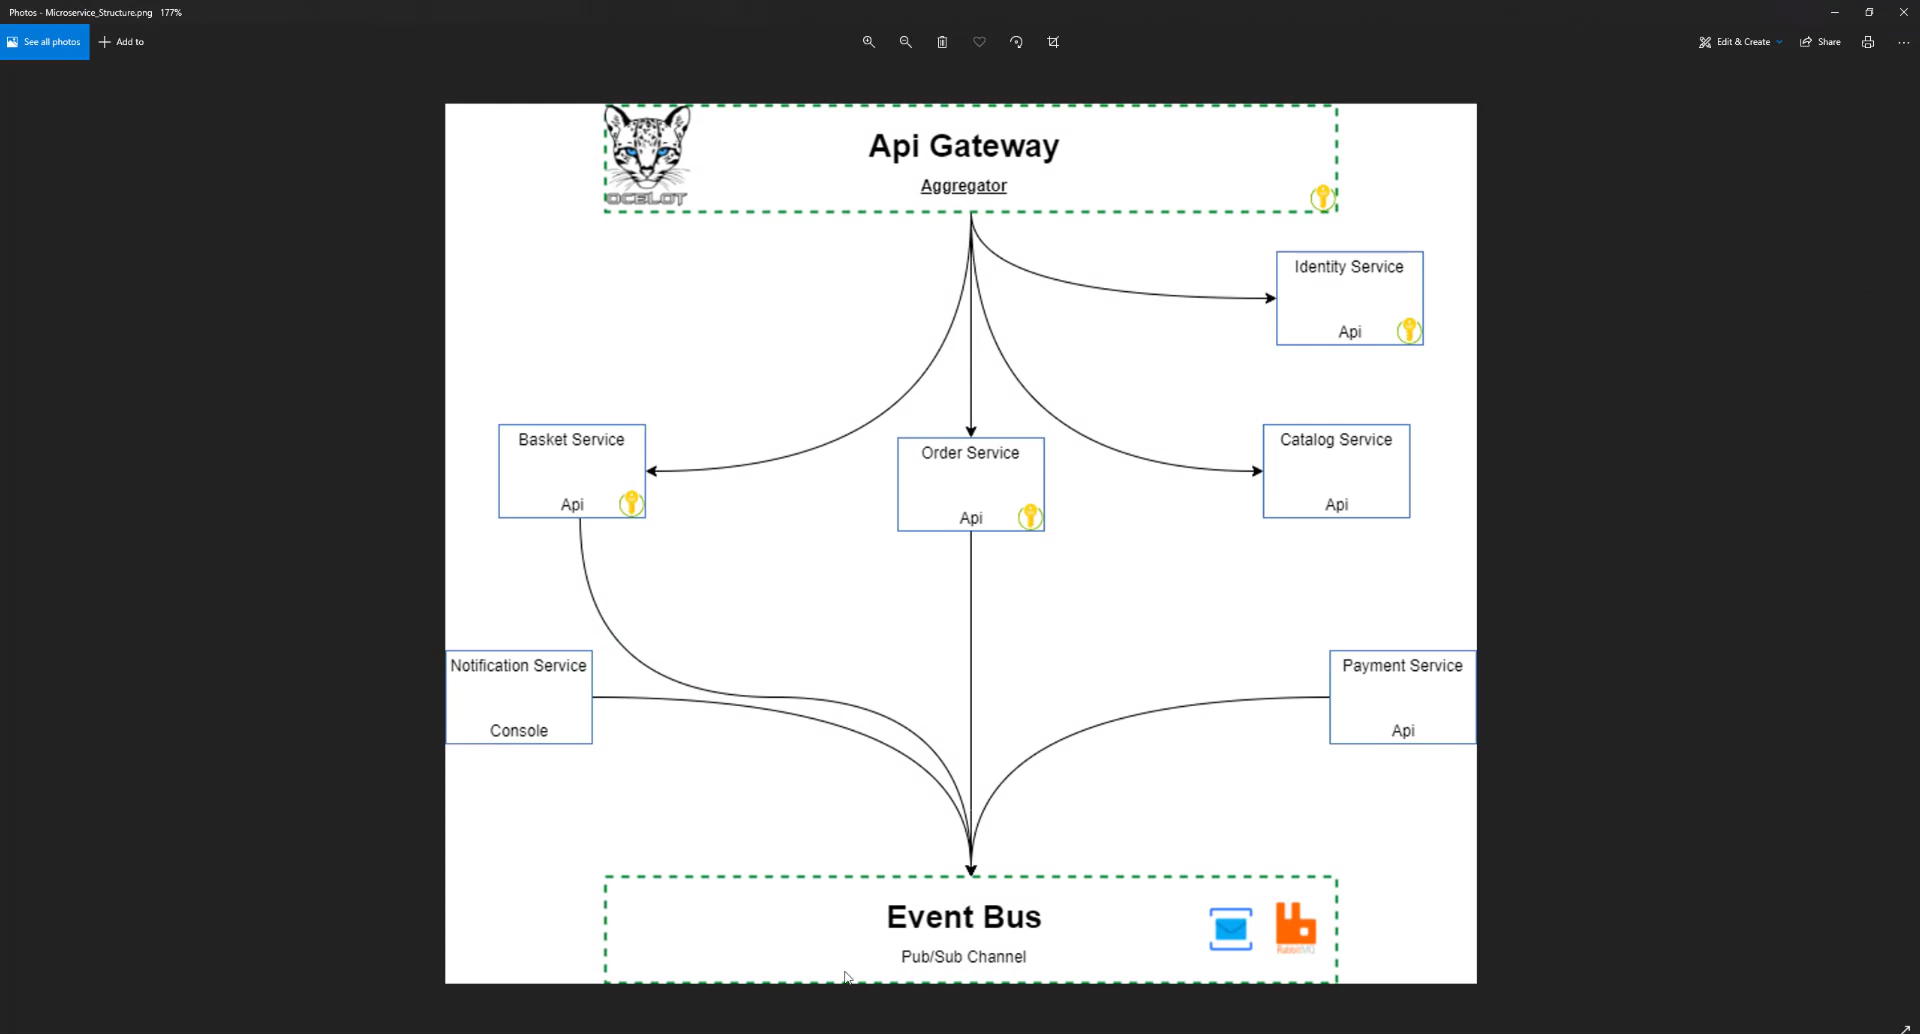 Photos - Microservice_Structure.png 177%
See all photos
Add to
Edit & Create
Share
OCELOT
Api Gateway
Aggregator
Identity Service
Api
Basket Service
Api
Order Service
Api
Catalog Service
Api
Notification Service
Console
Payment Service
Api
Event Bus
Pub/Sub Channel
RabbitMQ